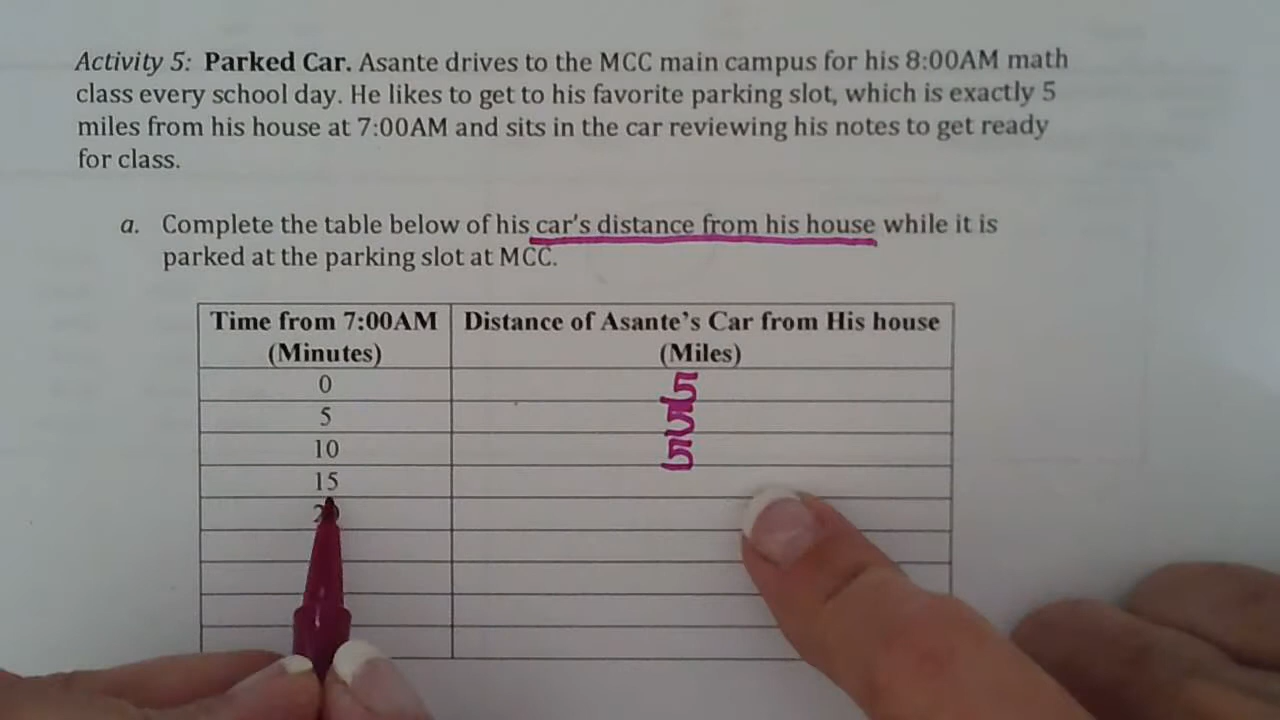 Activity 5: Parked Car. Asante drives to the MCC main campus for his 8:00AM math
class every school day. He likes to get to his favorite parking slot, which is exactly 5
miles from his house at 7:00AM and sits in the car reviewing his notes to get ready
for class.
a. Complete the table below of his car's distance from his house while it is
parked at the parking slot at MCC.
Time from 7:00AM Distance of Asante's Car from His house
(Minutes) (Miles)
0 5
5 5
10 5
15